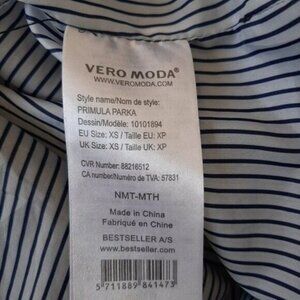 VERO MODA®
WWW.VEROMODA.COM
Style name/Nom de style:
PRIMULA PARKA
Dessin/Modèle: 10101894
EU Size: XS / Taille EU: XP
UK Size: XS / Taille UK: XP
CVR Number: 88216512
CA number/Numéro de TVA: 57831
NMT-MTH
Made in China
Fabriqué en Chine
BESTSELLER A/S
www.bestseller.com
5 711889 841473